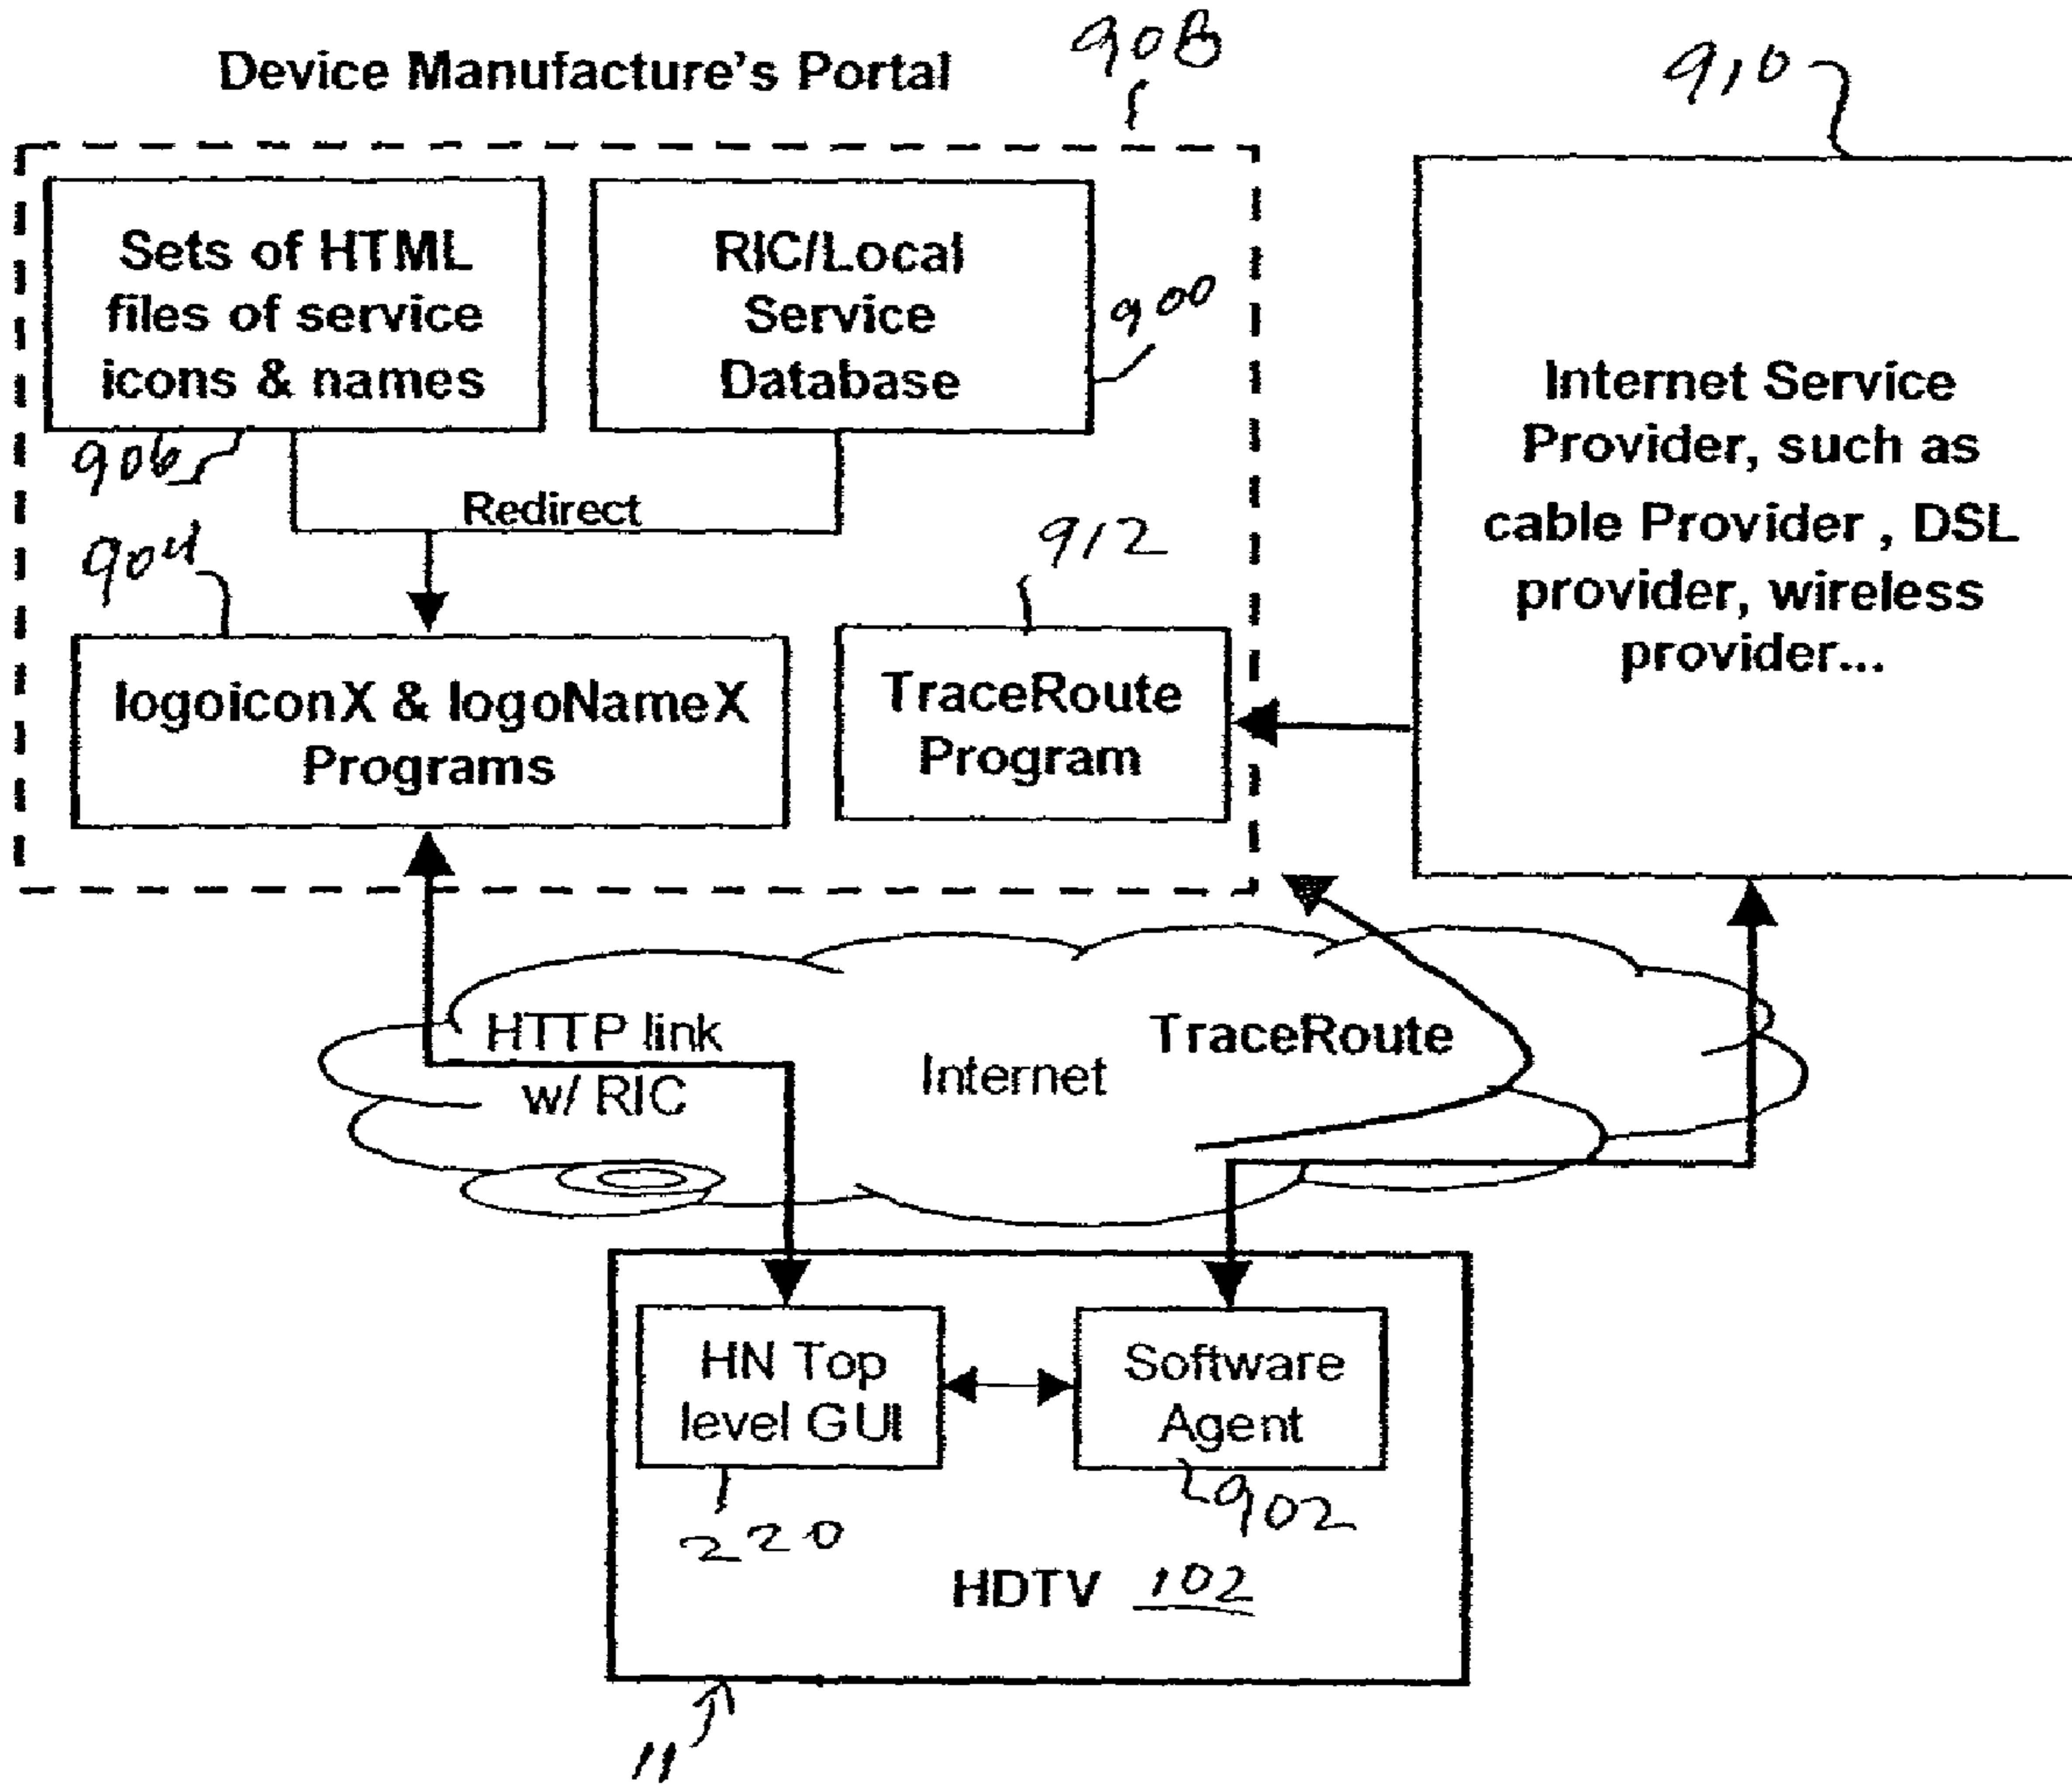 Device Manufacture's Portal
908
910
Sets of HTML
files of service
icons & names
RIC/Local
Service
Database
900
906
Redirect
904
912
logoiconX & logoNameX
Programs
TraceRoute
Program
Internet Service
Provider, such as
cable Provider , DSL
provider, wireless
provider...
HTTP link
w/ RIC
Internet
TraceRoute
HN Top
level GUI
Software
Agent
220
902
HDTV 102
11